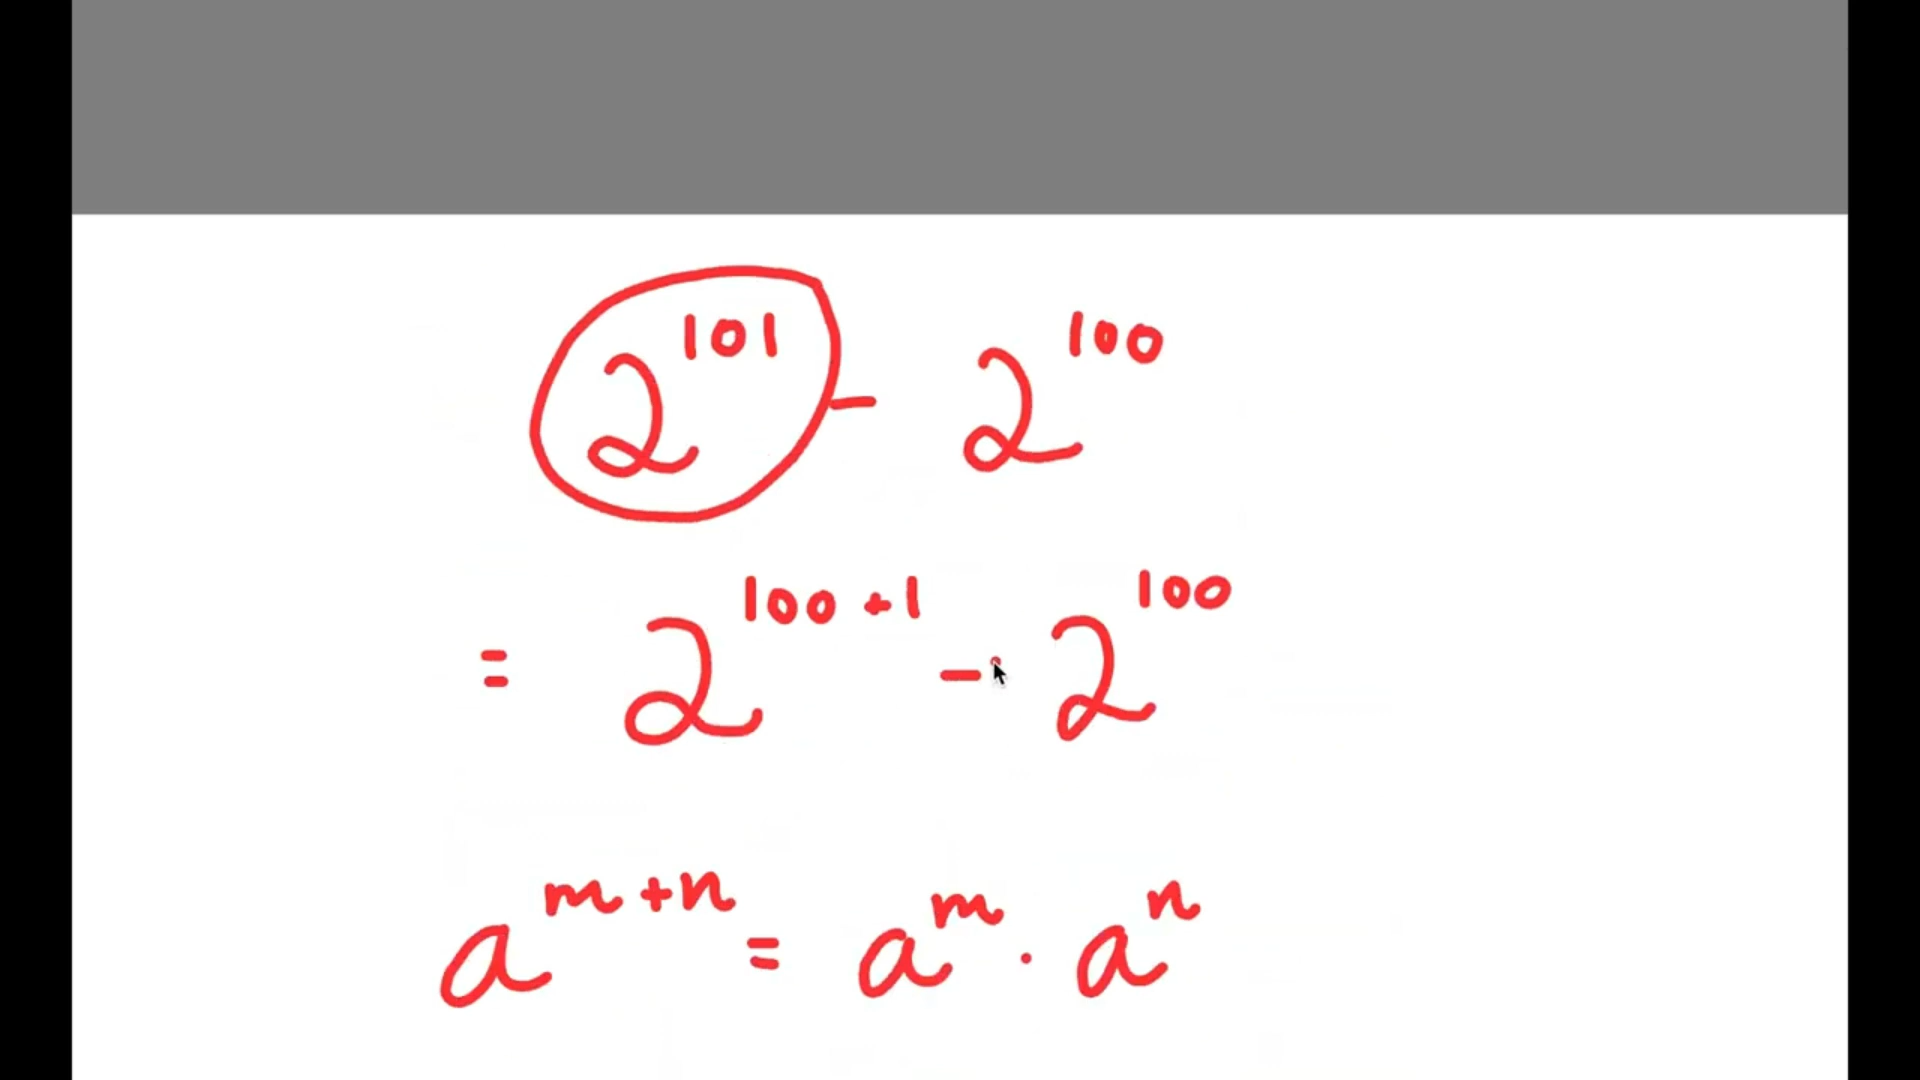 2^101 - 2^100
= 2^100+1 - 2^100
a^m+n = a^m · a^n